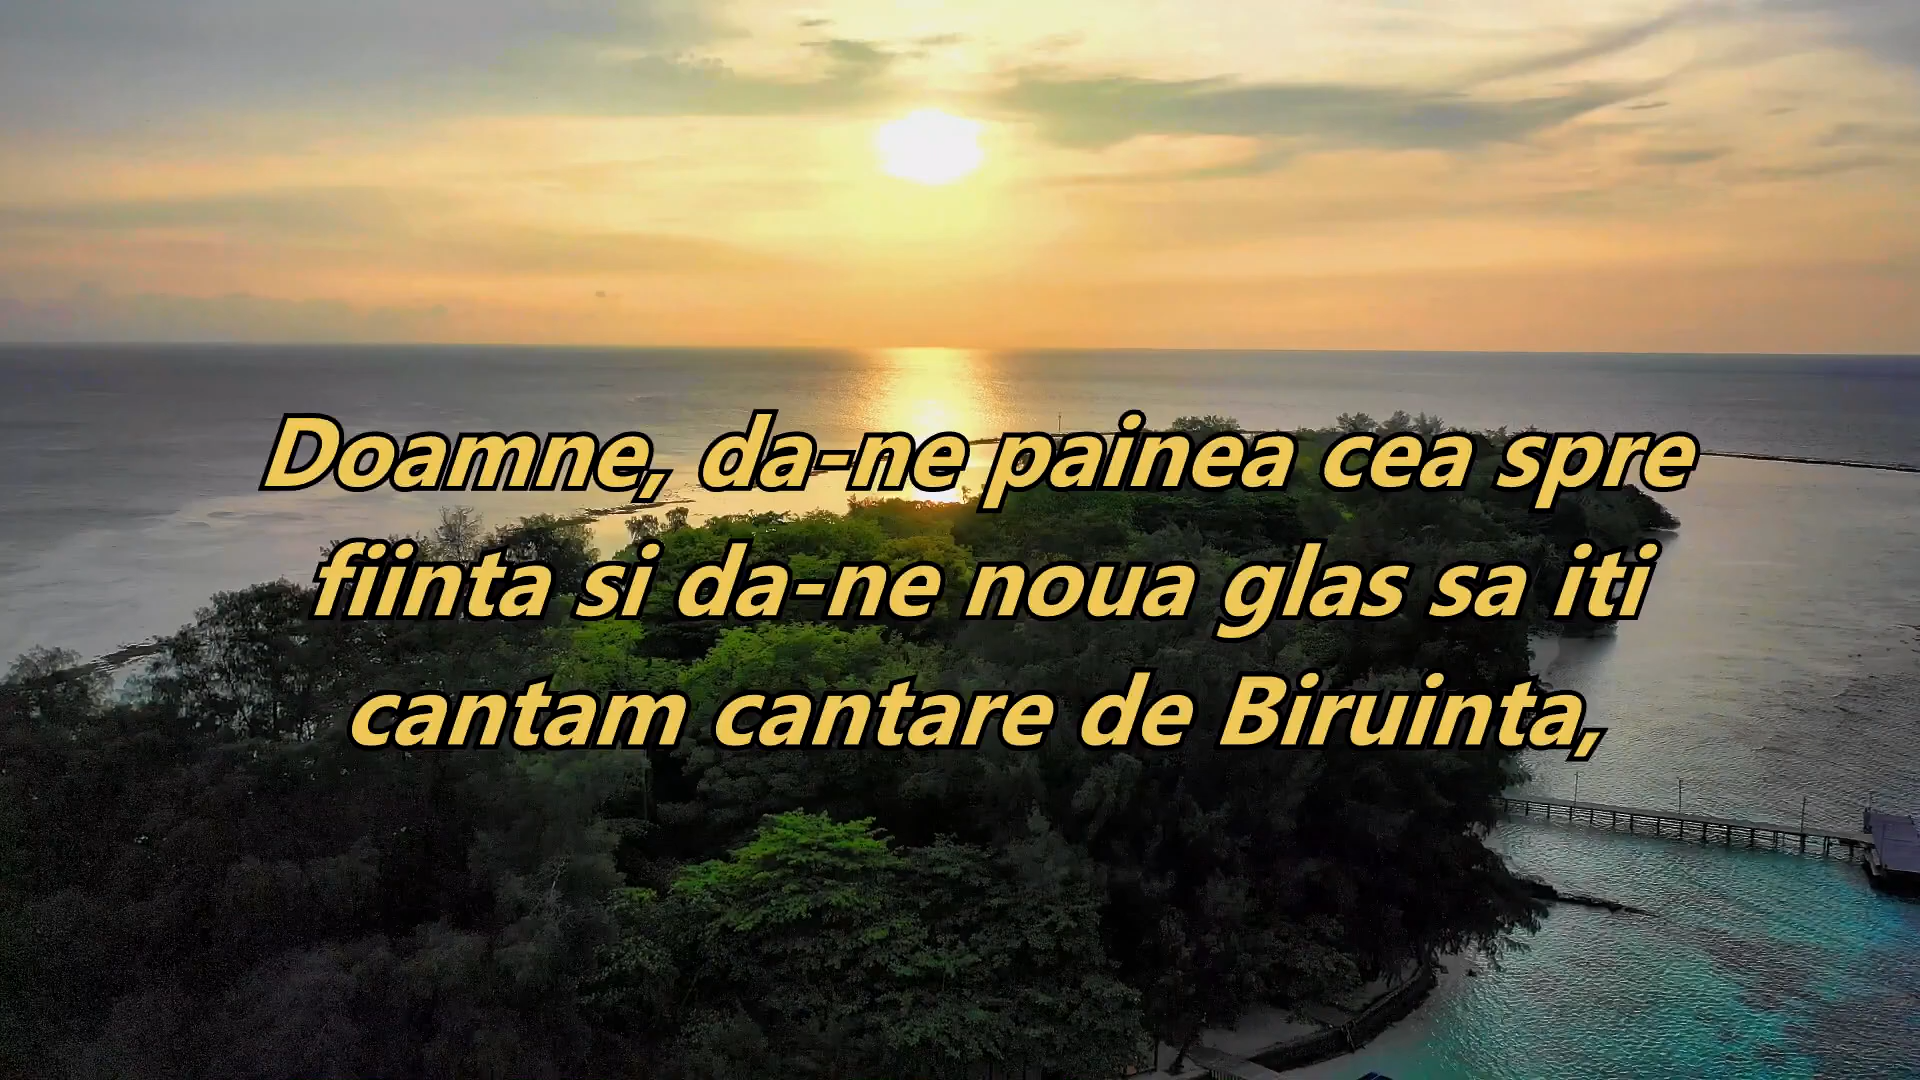 Doamne, da-ne painea cea spre
fiinta si da-ne noua glas sa iti
cantam cantare de Biruinta,